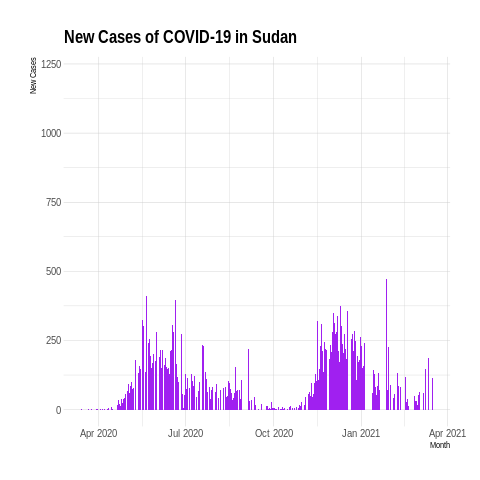 New Cases of COVID-19 in Sudan
New Cases
1250
1000
750
500
250
0
Apr 2020
Jul 2020
Oct 2020
Jan 2021
Apr 2021
Month